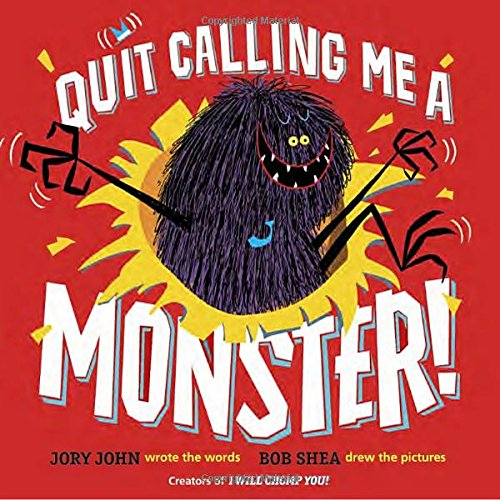 QUIT CALLING ME A
MONSTER!
JORY JOHN wrote the words BOB SHEA drew the pictures
Creators of I WILL CHOMP YOU!